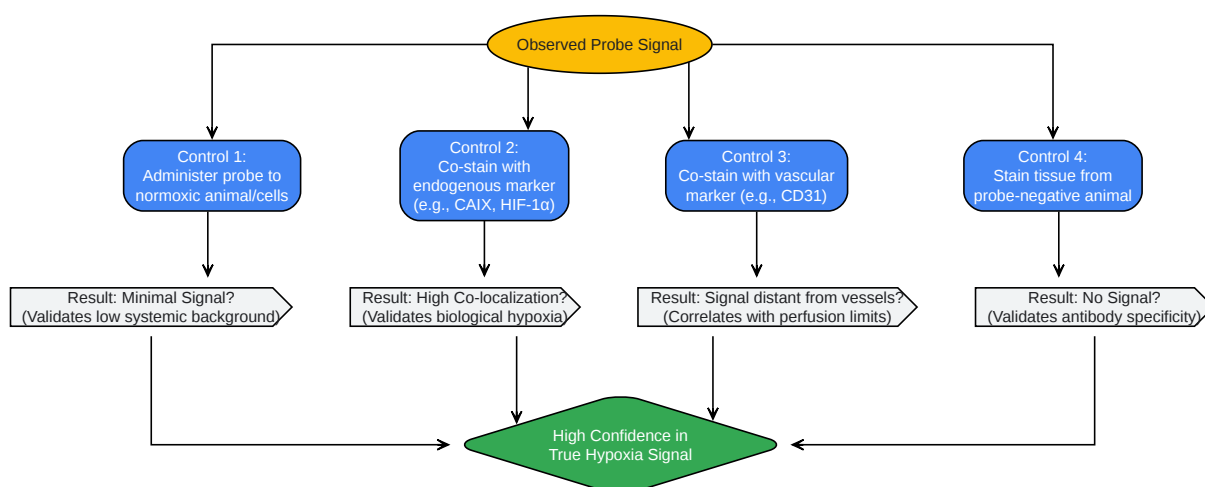 Observed Probe Signal
Control 1:
Administer probe to
normoxic animal/cells
Control 2:
Co-stain with
endogenous marker
(e.g., CAIX, HIF-1α)
Control 3:
Co-stain with vascular
marker (e.g., CD31)
Control 4:
Stain tissue from
probe-negative animal
Result: Minimal Signal?
(Validates low systemic background)
Result: High Co-localization?
(Validates biological hypoxia)
Result: Signal distant from vessels?
(Correlates with perfusion limits)
Result: No Signal?
(Validates antibody specificity)
High Confidence in
True Hypoxia Signal